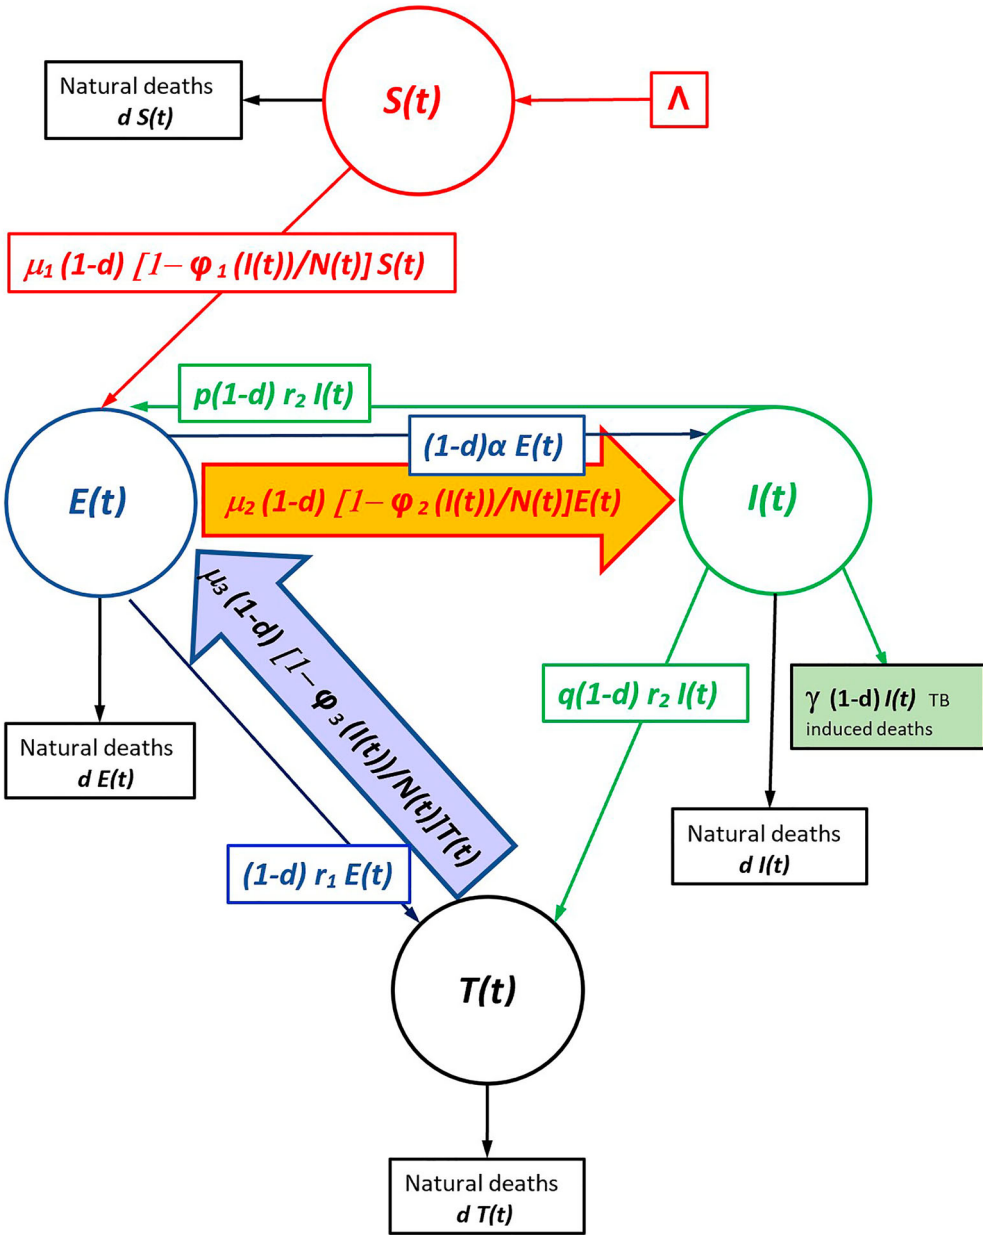 Natural deaths
d S(t)
S(t)
Λ
μ₁ (1-d) [1− φ ₁ (I(t))/N(t)] S(t)
p(1-d) r₂ I(t)
(1-d)α E(t)
E(t)
μ₂ (1-d) [1− φ ₂ (I(t))/N(t)]E(t)
I(t)
μ₃ (1-d) [1− φ ₃ (I(t))/N(t)]T(t)
q(1-d) r₂ I(t)
γ (1-d) I(t) TB
induced deaths
Natural deaths
d E(t)
Natural deaths
d I(t)
(1-d) r₁ E(t)
T(t)
Natural deaths
d T(t)